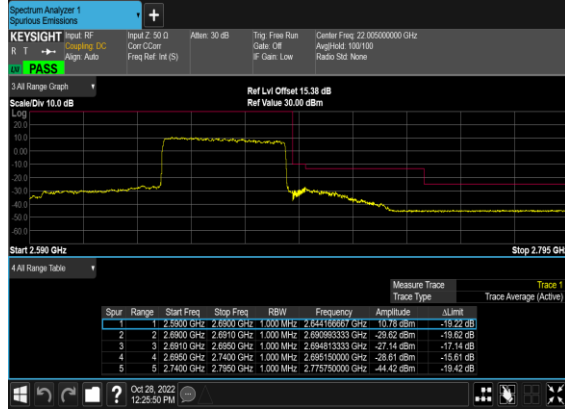 Spectrum Analyzer 1
Spurious Emissions
KEYSIGHT Input: RF Input Z: 50 Ω Atten: 30 dB Trig: Free Run Center Freq: 22.005000000 GHz
R T Coupling: DC Corr CCorr Gate: Off Avg|Hold: 100/100
Align: Auto Freq Ref: Int (S) IF Gain: Low Radio Std: None
PASS
3 All Range Graph
Ref Lvl Offset 15.38 dB
Scale/Div 10.0 dB Ref Value 30.00 dBm
Log
20.0
10.0
0.00
-10.0
-20.0
-30.0
-40.0
-50.0
-60.0
Start 2.590 GHz Stop 2.795 GH
4 All Range Table
Measure Trace Trace 1
Trace Type Trace Average (Active)
Spur Range Start Freq Stop Freq RBW Frequency Amplitude ΔLimit
1 1 2.5900 GHz 2.6900 GHz 1.000 MHz 2.644166667 GHz 10.78 dBm -19.22 dB
2 2 2.6900 GHz 2.6910 GHz 1.000 MHz 2.690993333 GHz -29.62 dBm -19.62 dB
3 3 2.6910 GHz 2.6950 GHz 1.000 MHz 2.694813333 GHz -27.14 dBm -17.14 dB
4 4 2.6950 GHz 2.7400 GHz 1.000 MHz 2.695150000 GHz -28.61 dBm -15.61 dB
5 5 2.7400 GHz 2.7950 GHz 1.000 MHz 2.775750000 GHz -44.42 dBm -19.42 dB
Oct 28, 2022
12:25:50 PM